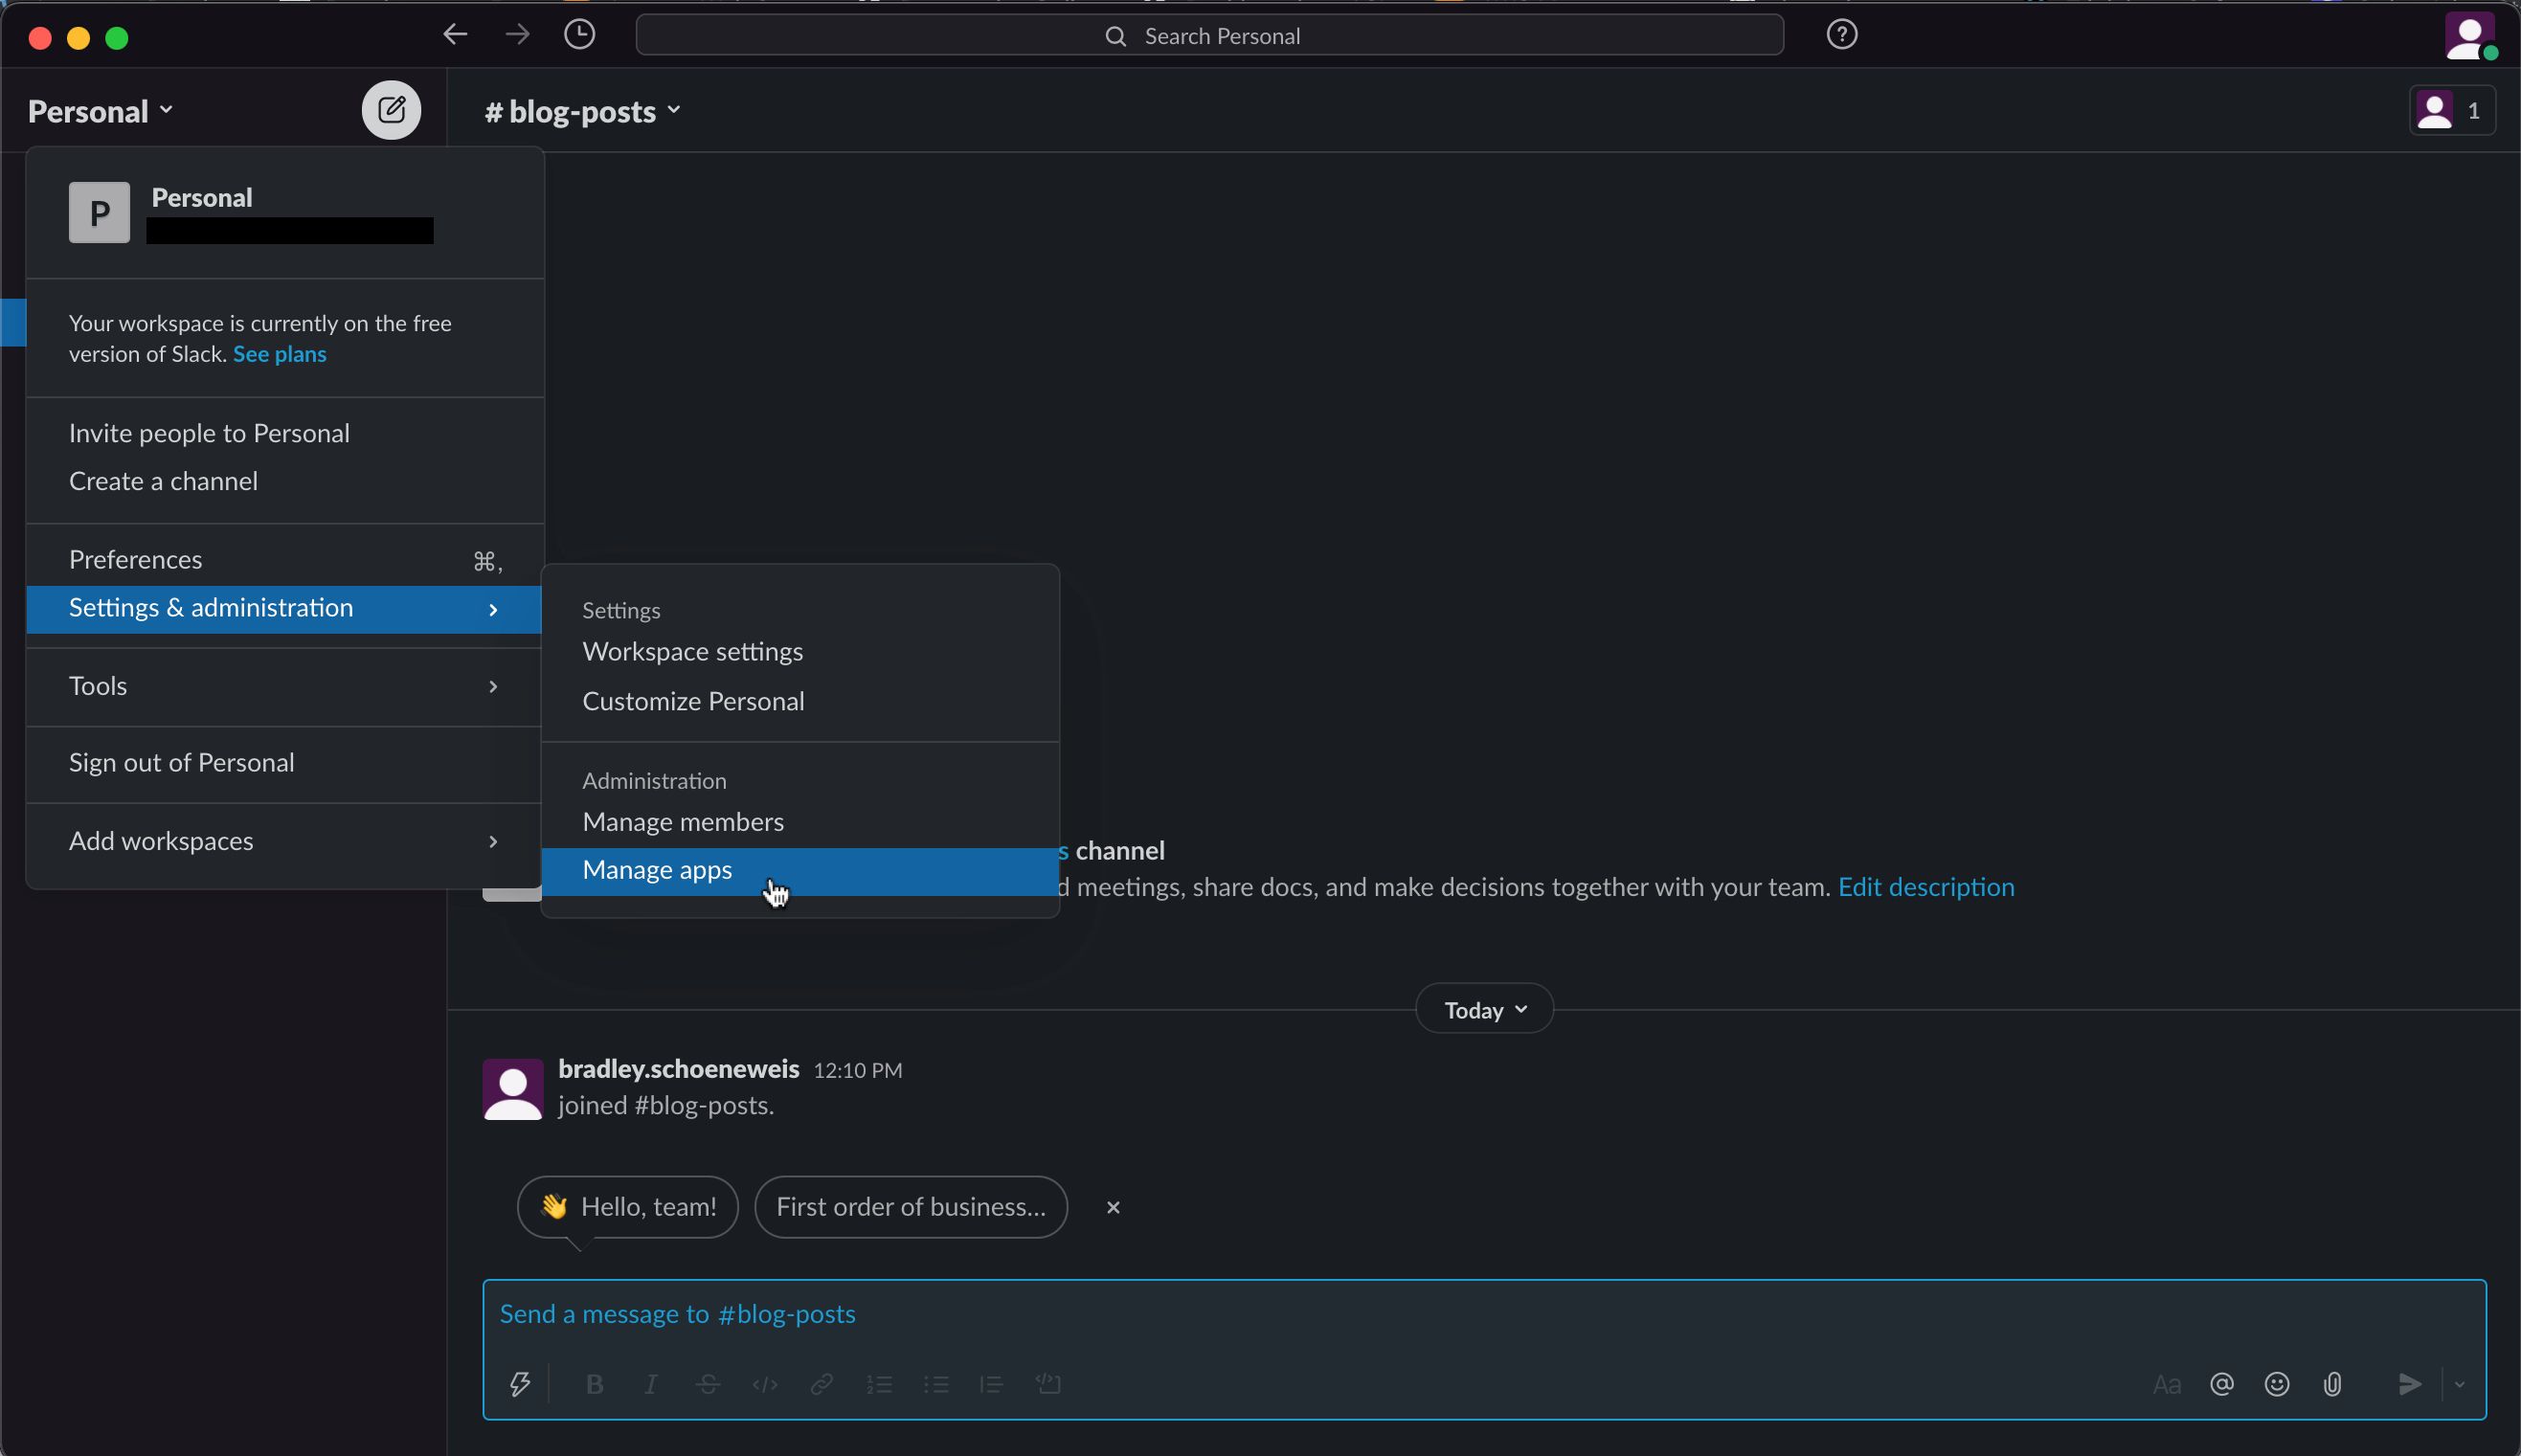 Search Personal
Personal
# blog-posts
1
P
Personal
Your workspace is currently on the free
version of Slack. See plans
Invite people to Personal
Create a channel
Preferences ⌘,
Settings & administration
Tools
Sign out of Personal
Add workspaces
Settings
Workspace settings
Customize Personal
Administration
Manage members
Manage apps
s channel
d meetings, share docs, and make decisions together with your team. Edit description
Today
bradley.schoeneweis 12:10 PM
joined #blog-posts.
👋 Hello, team!
First order of business...
Send a message to #blog-posts
B I S Aa @